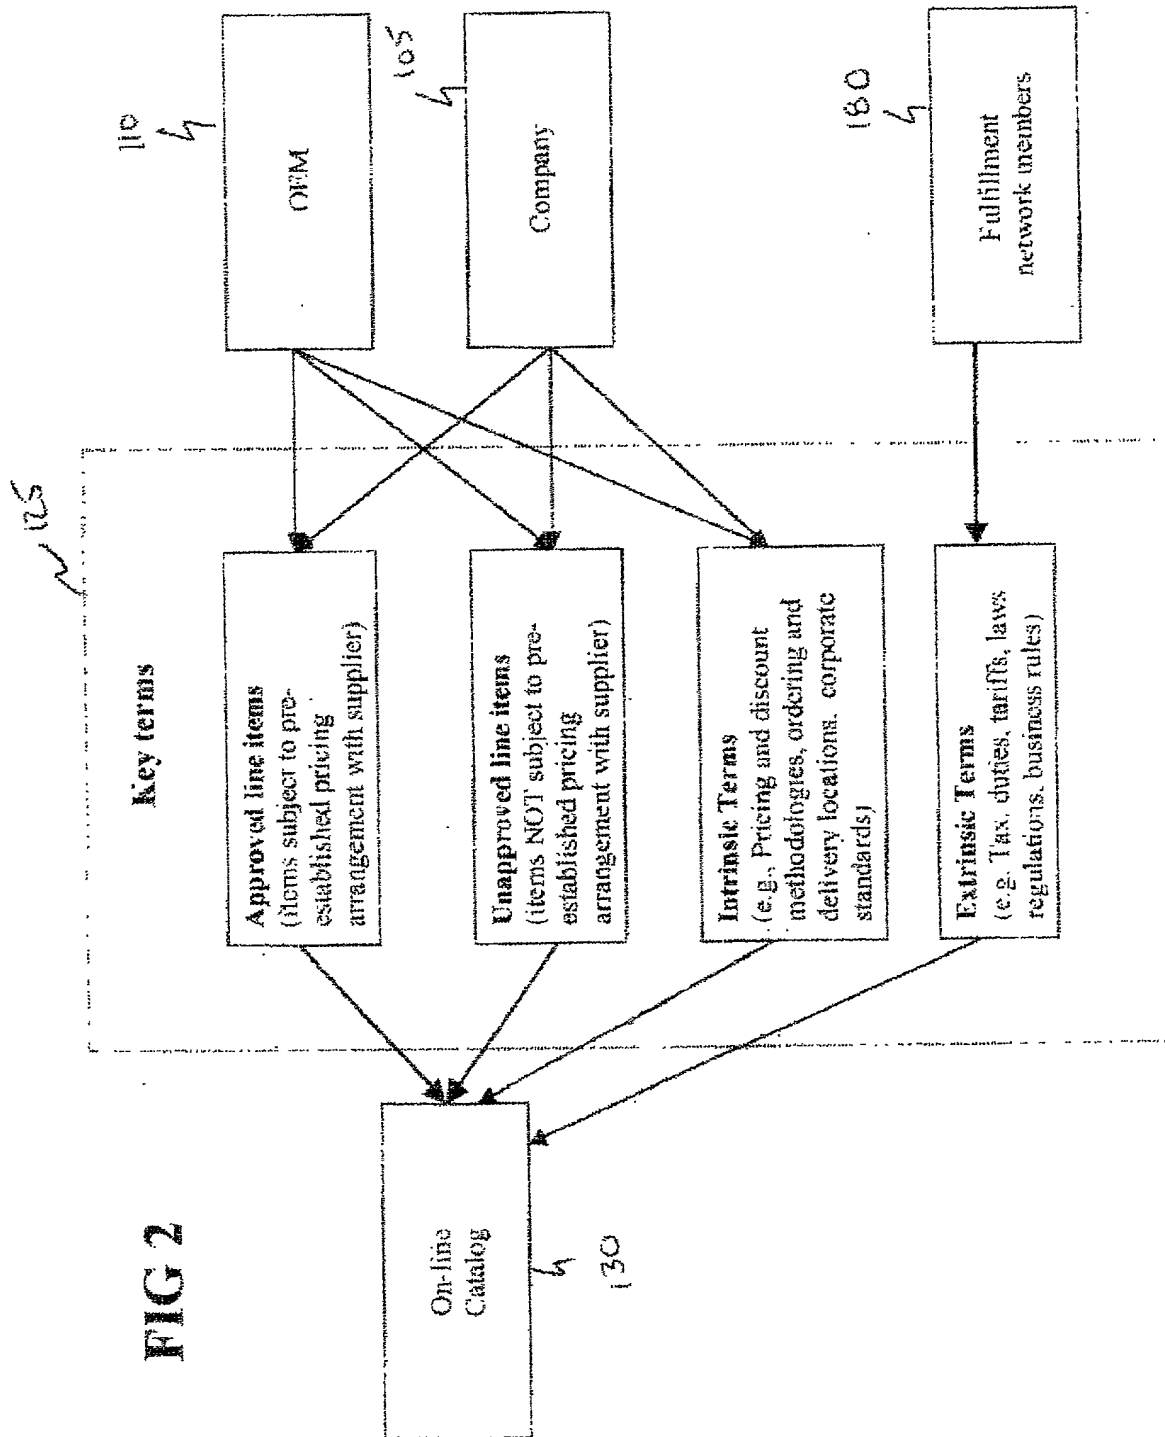 FIG 2
125
Key terms
110
OEM
105
Company
180
Fulfillment
network members
Approved line items
(items subject to pre-
established pricing
arrangement with supplier)
Unapproved line items
(items NOT subject to pre-
established pricing
arrangement with supplier)
Intrinsic Terms
(e.g., Pricing and discount
methodologies, ordering and
delivery locations, corporate
standards)
Extrinsic Terms
(e.g. Tax, duties, tariffs, laws
regulations, business rules)
On-line
Catalog
130